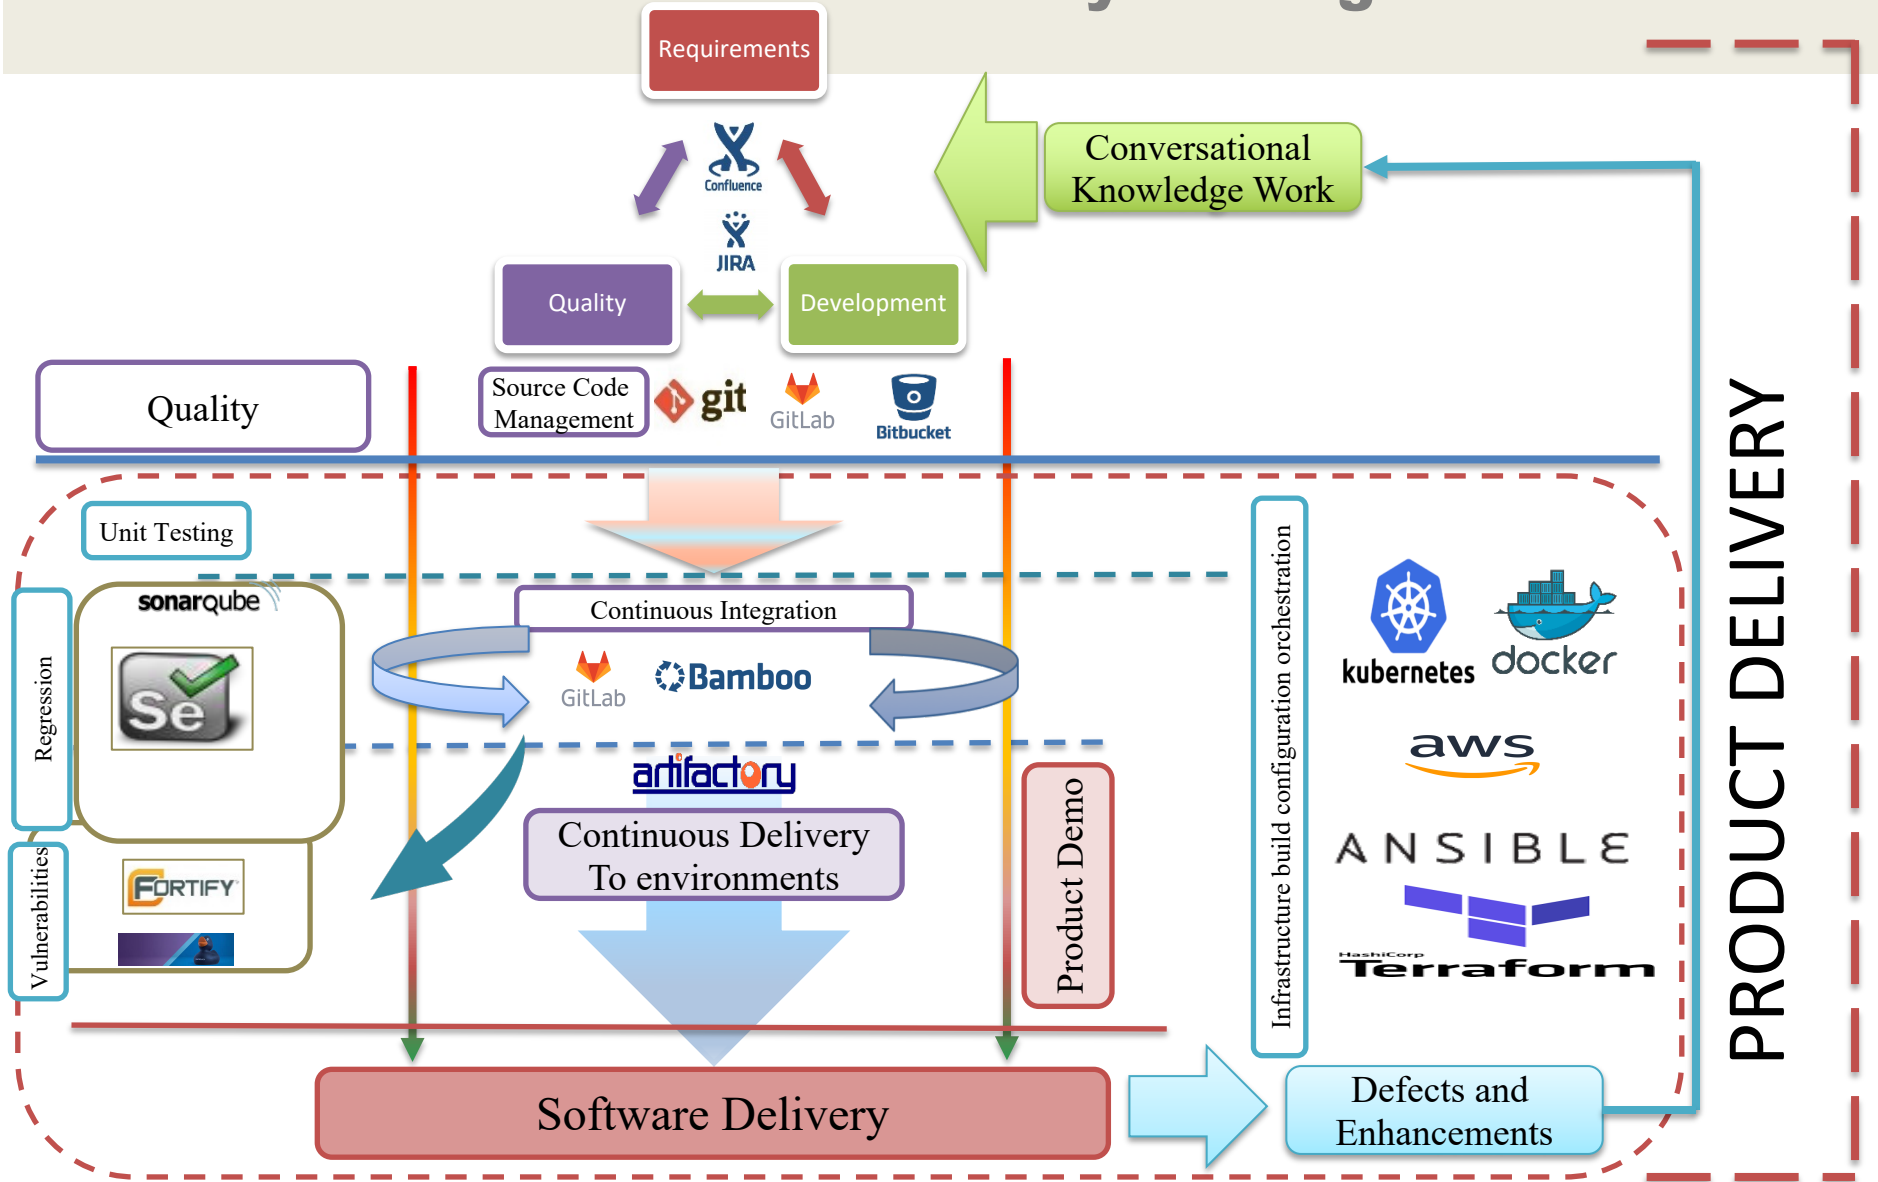 Requirements
Confluence
JIRA
Quality
Development
Conversational
Knowledge Work
Quality
Source Code
Management
git
GitLab
Bitbucket
Unit Testing
sonarqube
Se
Regression
Vulnerabilities
FORTIFY
Continuous Integration
GitLab
Bamboo
artifactory
Continuous Delivery
To environments
Product Demo
Infrastructure build configuration orchestration
kubernetes
docker
aws
ANSIBLE
HashiCorp
Terraform
Software Delivery
Defects and
Enhancements
PRODUCT DELIVERY